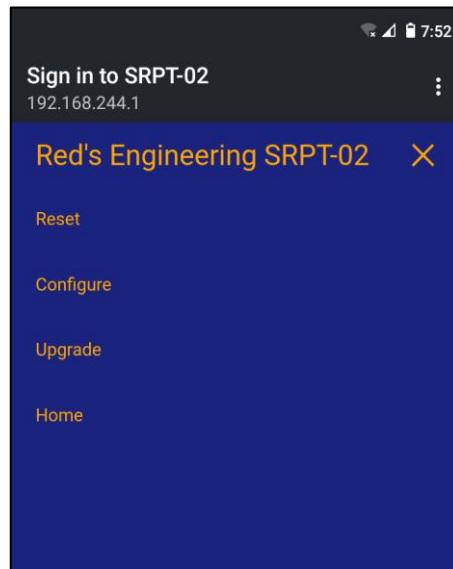 7:52
Sign in to SRPT-02
192.168.244.1
Red's Engineering SRPT-02
Reset
Configure
Upgrade
Home